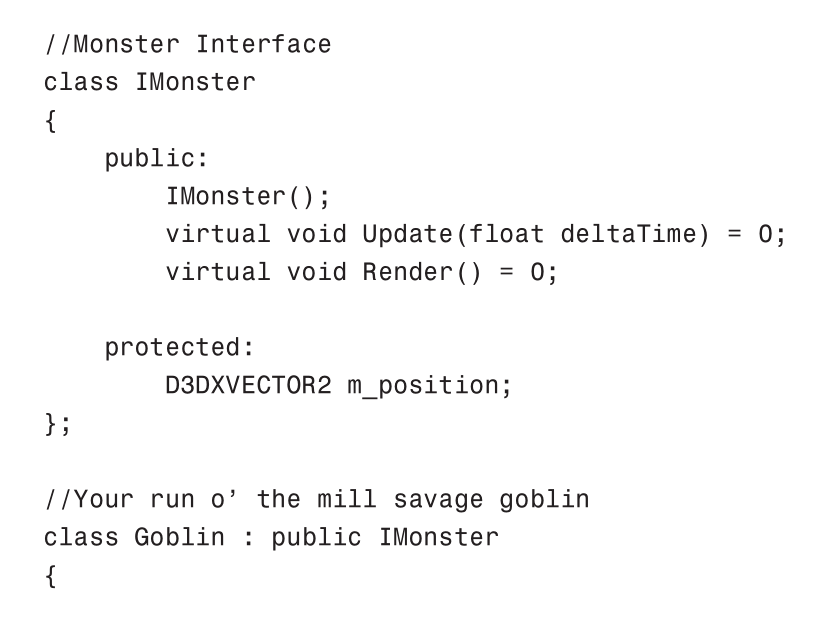 //Monster Interface
class IMonster
{
    public:
        IMonster();
        virtual void Update(float deltaTime) = 0;
        virtual void Render() = 0;

    protected:
        D3DXVECTOR2 m_position;
};

//Your run o’ the mill savage goblin
class Goblin : public IMonster
{